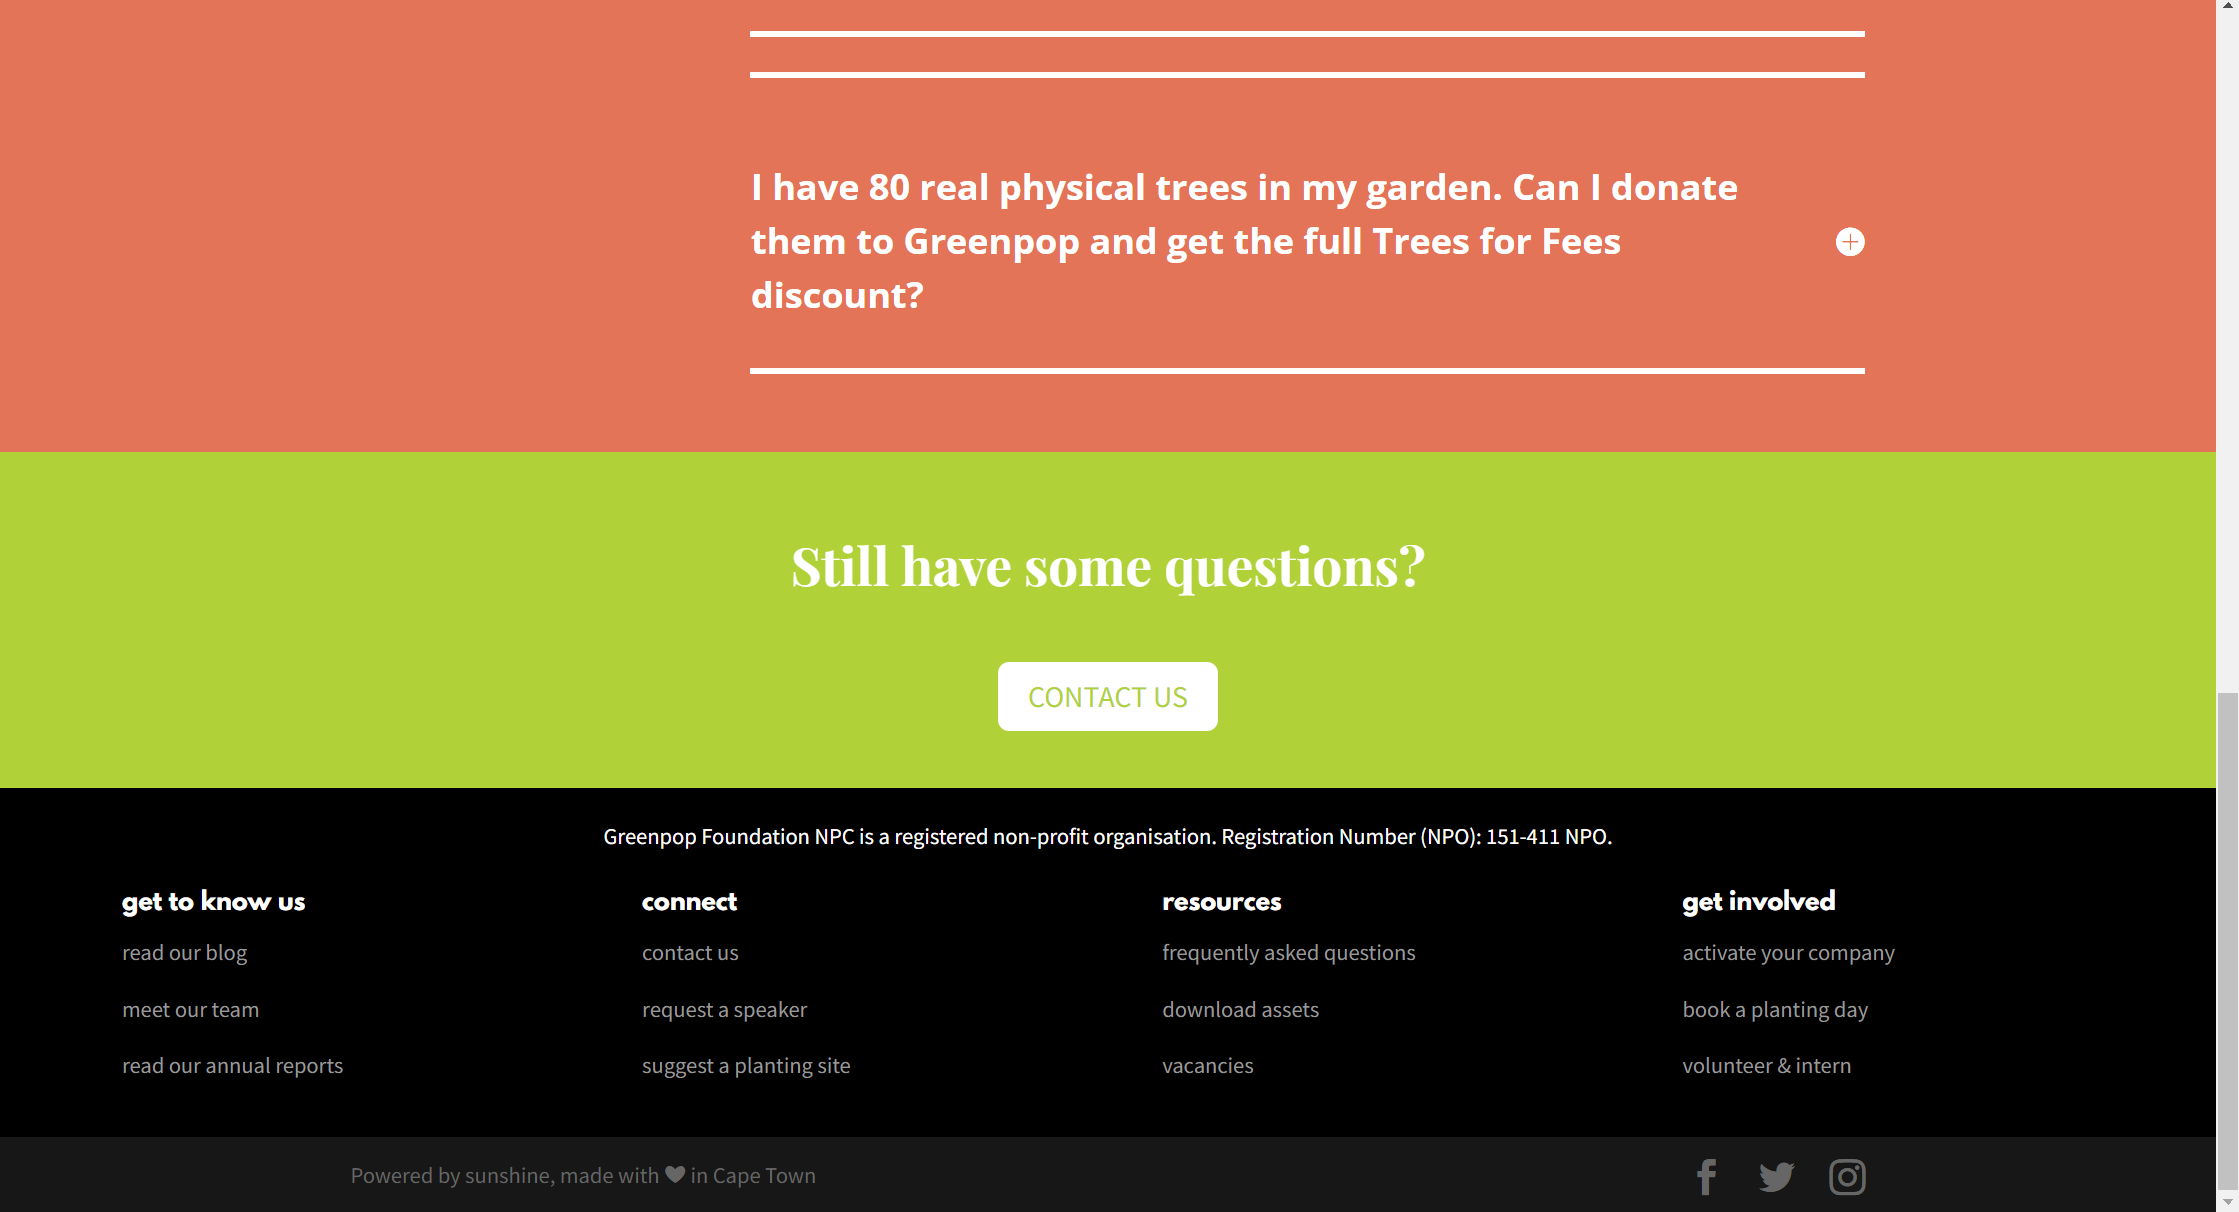 I have 80 real physical trees in my garden. Can I donate
them to Greenpop and get the full Trees for Fees
discount?
Still have some questions?
CONTACT US
Greenpop Foundation NPC is a registered non-profit organisation. Registration Number (NPO): 151-411 NPO.
get to know us
read our blog
meet our team
read our annual reports
connect
contact us
request a speaker
suggest a planting site
resources
frequently asked questions
download assets
vacancies
get involved
activate your company
book a planting day
volunteer & intern
Powered by sunshine, made with ♥ in Cape Town